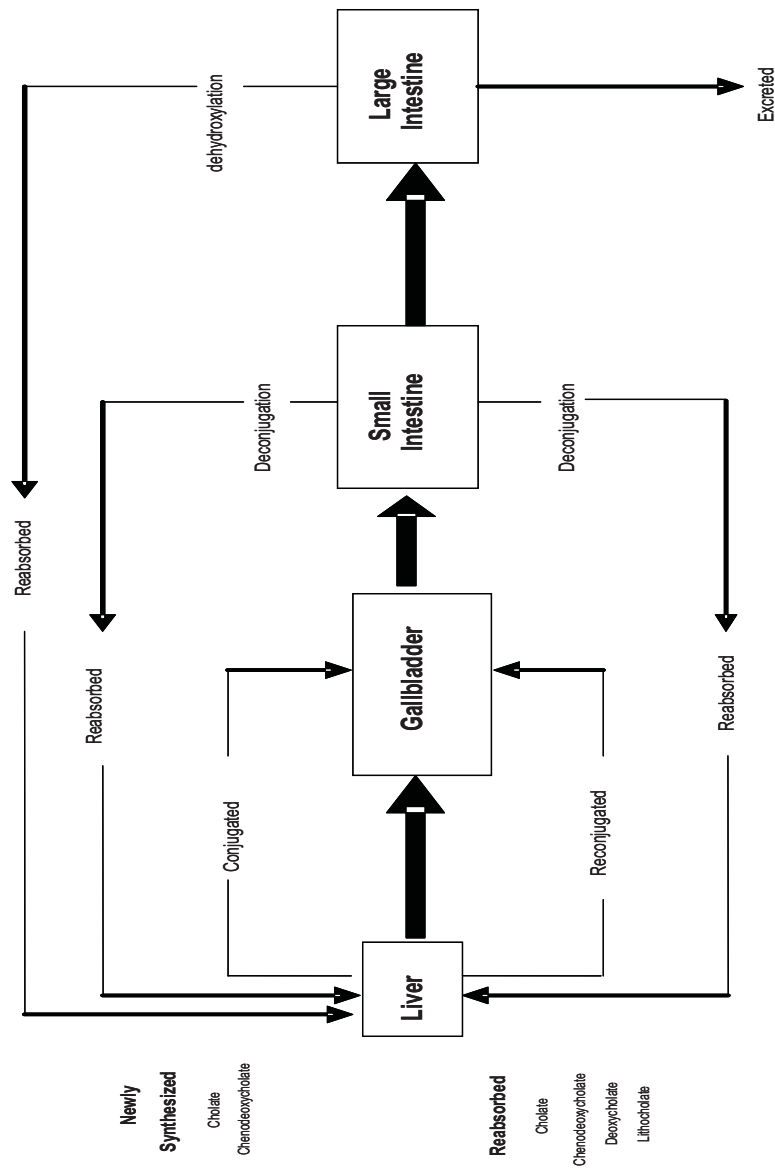 Newly
Synthesized
Cholate
Chenodeoxycholate
Reabsorbed
Cholate
Chenodeoxycholate
Deoxycholate
Lithocholate
Liver
Conjugated
Reconjugated
Gallbladder
Reabsorbed
Reabsorbed
Reabsorbed
Small
Intestine
Deconjugation
Deconjugation
Large
Intestine
dehydroxylation
Excreted